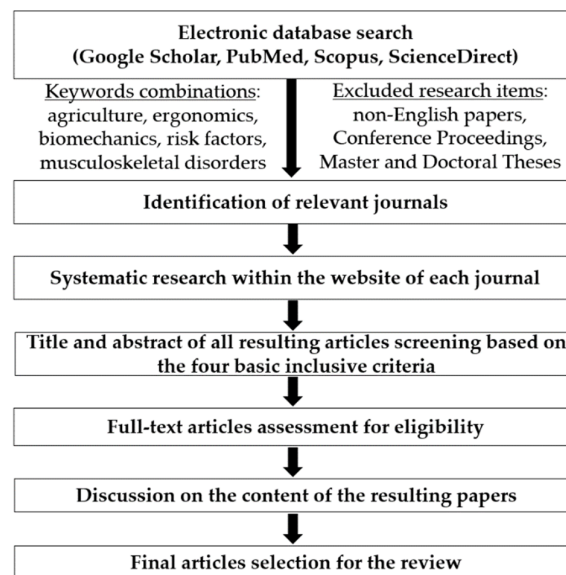 Electronic database search
(Google Scholar, PubMed, Scopus, ScienceDirect)
Keywords combinations:
agriculture, ergonomics,
biomechanics, risk factors,
musculoskeletal disorders
Excluded research items:
non-English papers,
Conference Proceedings,
Master and Doctoral Theses
Identification of relevant journals
Systematic research within the website of each journal
Title and abstract of all resulting articles screening based on
the four basic inclusive criteria
Full-text articles assessment for eligibility
Discussion on the content of the resulting papers
Final articles selection for the review